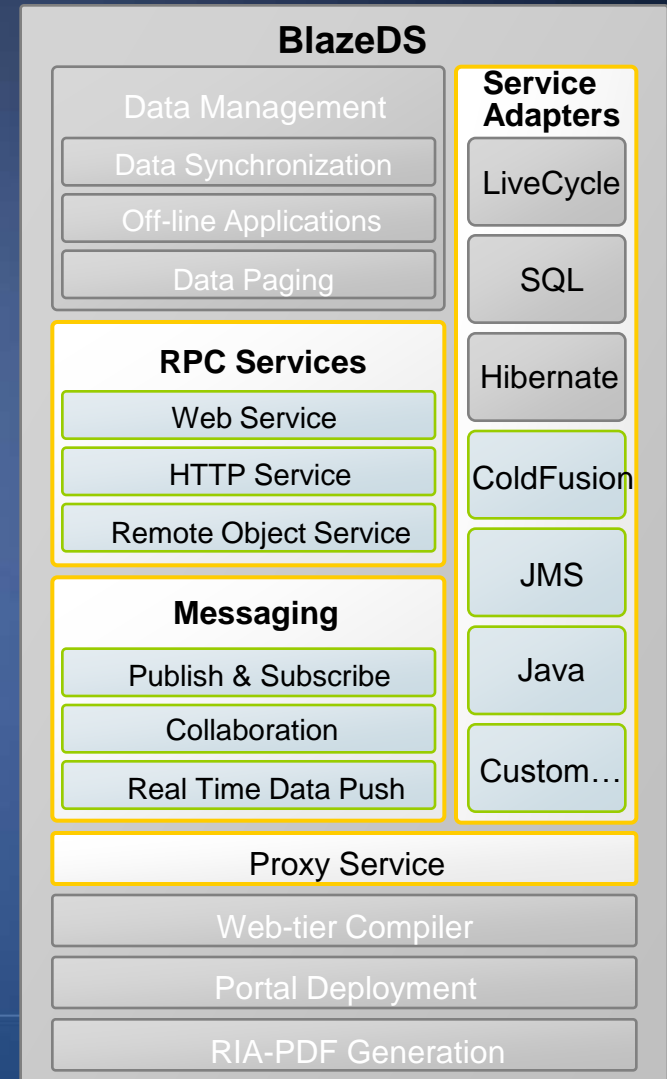 BlazeDS
Data Management
Data Synchronization
Off-line Applications
Data Paging
RPC Services
Web Service
HTTP Service
Remote Object Service
Messaging
Publish & Subscribe
Collaboration
Real Time Data Push
Service
Adapters
LiveCycle
SQL
Hibernate
ColdFusion
JMS
Java
Custom…
Proxy Service
Web-tier Compiler
Portal Deployment
RIA-PDF Generation